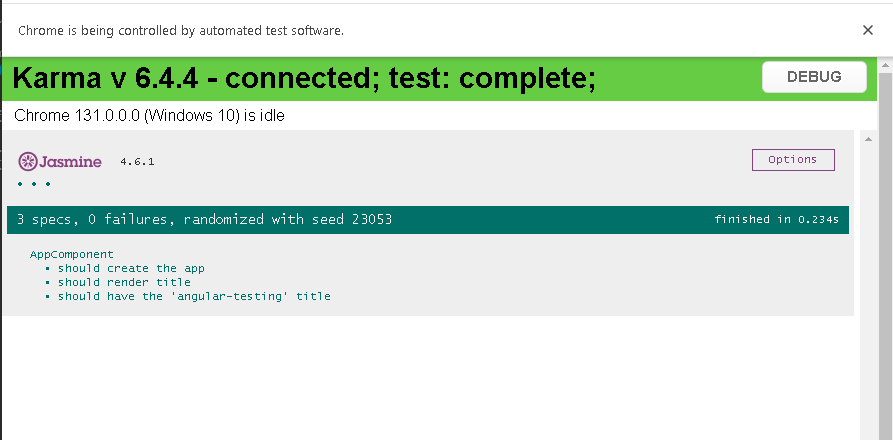 Chrome is being controlled by automated test software.
Karma v 6.4.4 - connected; test: complete;
DEBUG
Chrome 131.0.0.0 (Windows 10) is idle
Jasmine 4.6.1
Options
• • •
3 specs, 0 failures, randomized with seed 23053
finished in 0.234s
AppComponent
• should create the app
• should render title
• should have the 'angular-testing' title